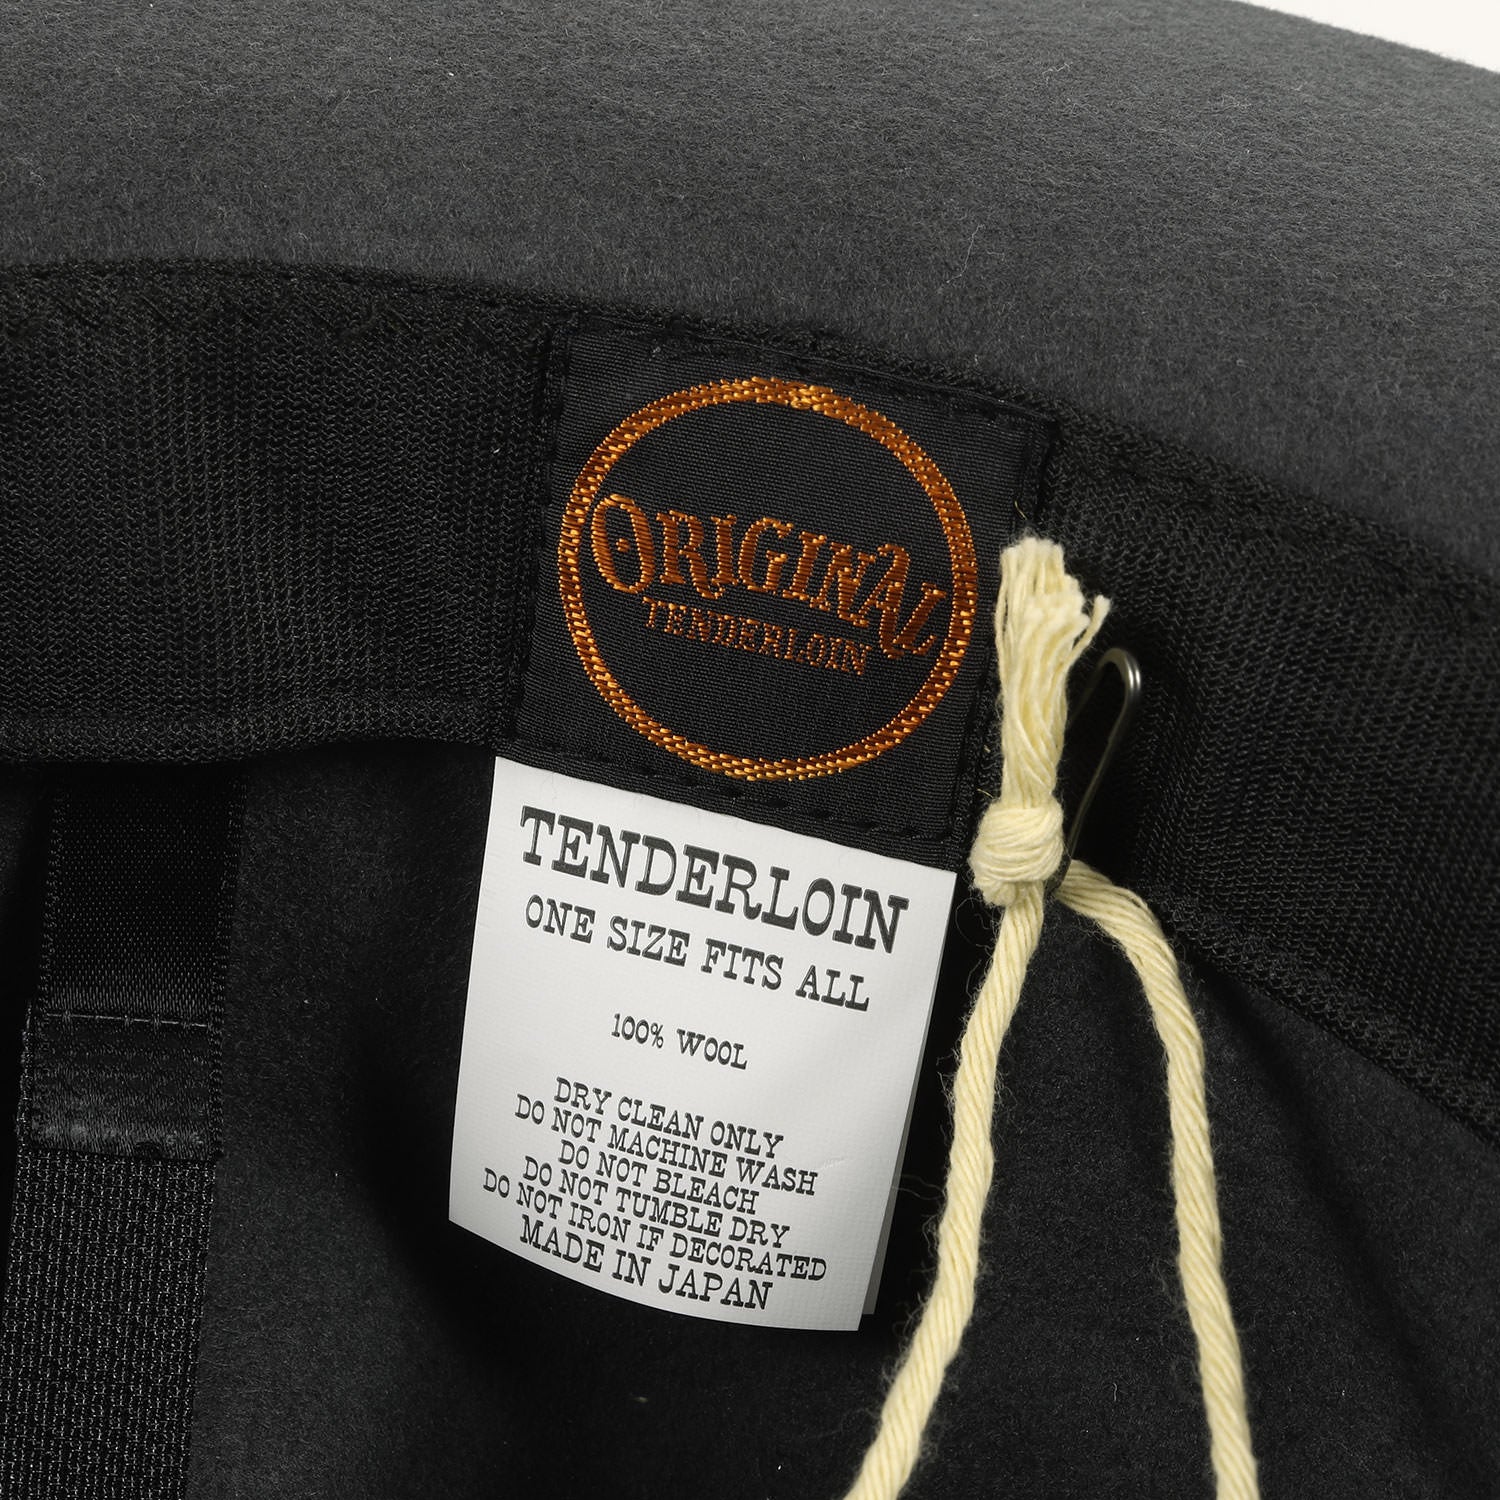 ORIGINAL
TENDERLOIN
TENDERLOIN
ONE SIZE FITS ALL
100% WOOL
DRY CLEAN ONLY
DO NOT MACHINE WASH
DO NOT BLEACH
DO NOT TUMBLE DRY
DO NOT IRON IF DECORATED
MADE IN JAPAN